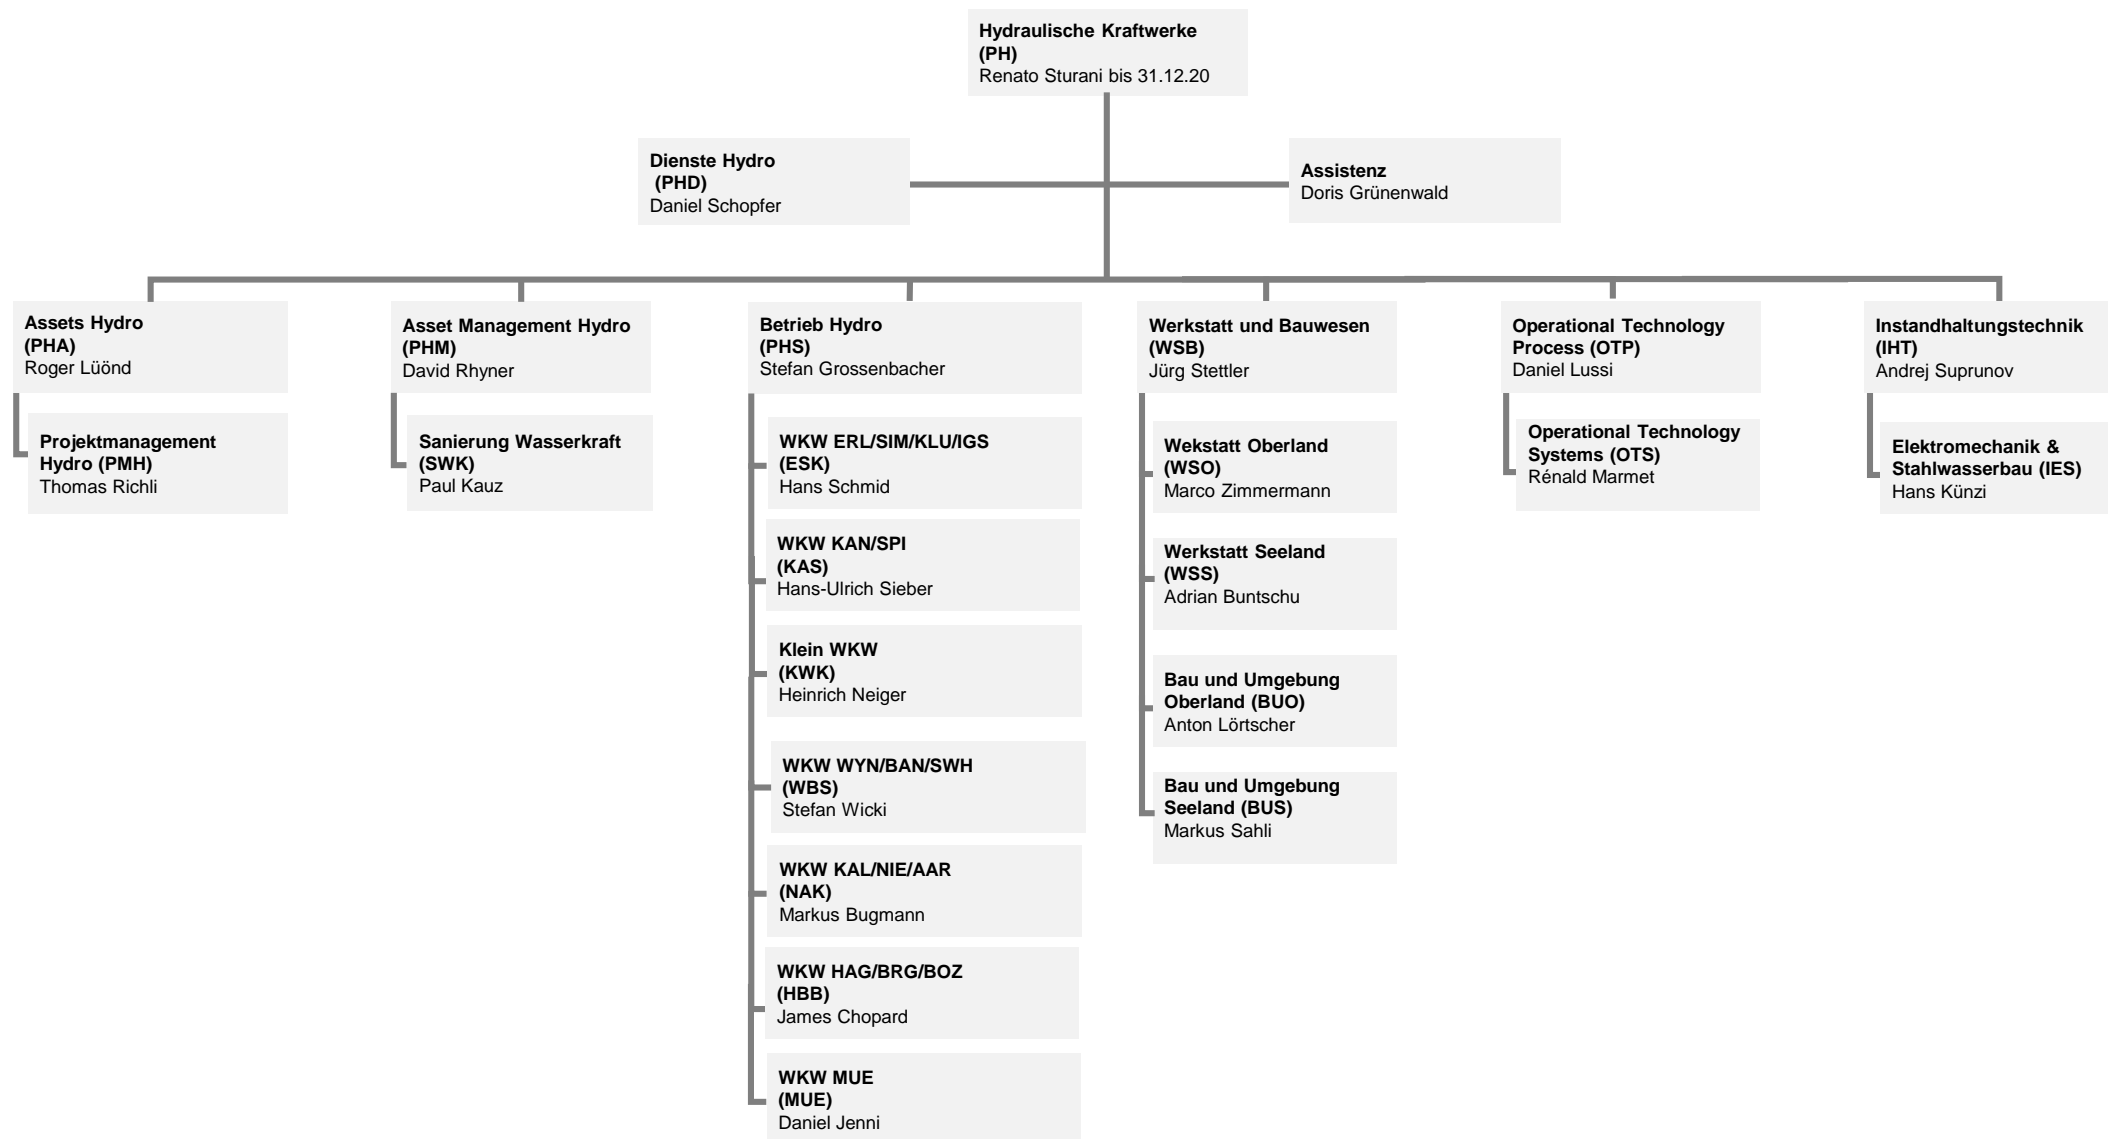 Hydraulische Kraftwerke
(PH)
Renato Sturani bis 31.12.20
Dienste Hydro
(PHD)
Daniel Schopfer
Assistenz
Doris Grünenwald
Assets Hydro
(PHA)
Roger Lüönd
Projektmanagement
Hydro (PMH)
Thomas Richli
Asset Management Hydro
(PHM)
David Rhyner
Sanierung Wasserkraft
(SWK)
Paul Kauz
Betrieb Hydro
(PHS)
Stefan Grossenbacher
WKW ERL/SIM/KLU/IGS
(ESK)
Hans Schmid
WKW KAN/SPI
(KAS)
Hans-Ulrich Sieber
Klein WKW
(KWK)
Heinrich Neiger
WKW WYN/BAN/SWH
(WBS)
Stefan Wicki
WKW KAL/NIE/AAR
(NAK)
Markus Bugmann
WKW HAG/BRG/BOZ
(HBB)
James Chopard
WKW MUE
(MUE)
Daniel Jenni
Werkstatt und Bauwesen
(WSB)
Jürg Stettler
Wekstatt Oberland
(WSO)
Marco Zimmermann
Werkstatt Seeland
(WSS)
Adrian Buntschu
Bau und Umgebung
Oberland (BUO)
Anton Lörtscher
Bau und Umgebung
Seeland (BUS)
Markus Sahli
Operational Technology
Process (OTP)
Daniel Lussi
Operational Technology
Systems (OTS)
Rénald Marmet
Instandhaltungstechnik
(IHT)
Andrej Suprunov
Elektromechanik &
Stahlwasserbau (IES)
Hans Künzi